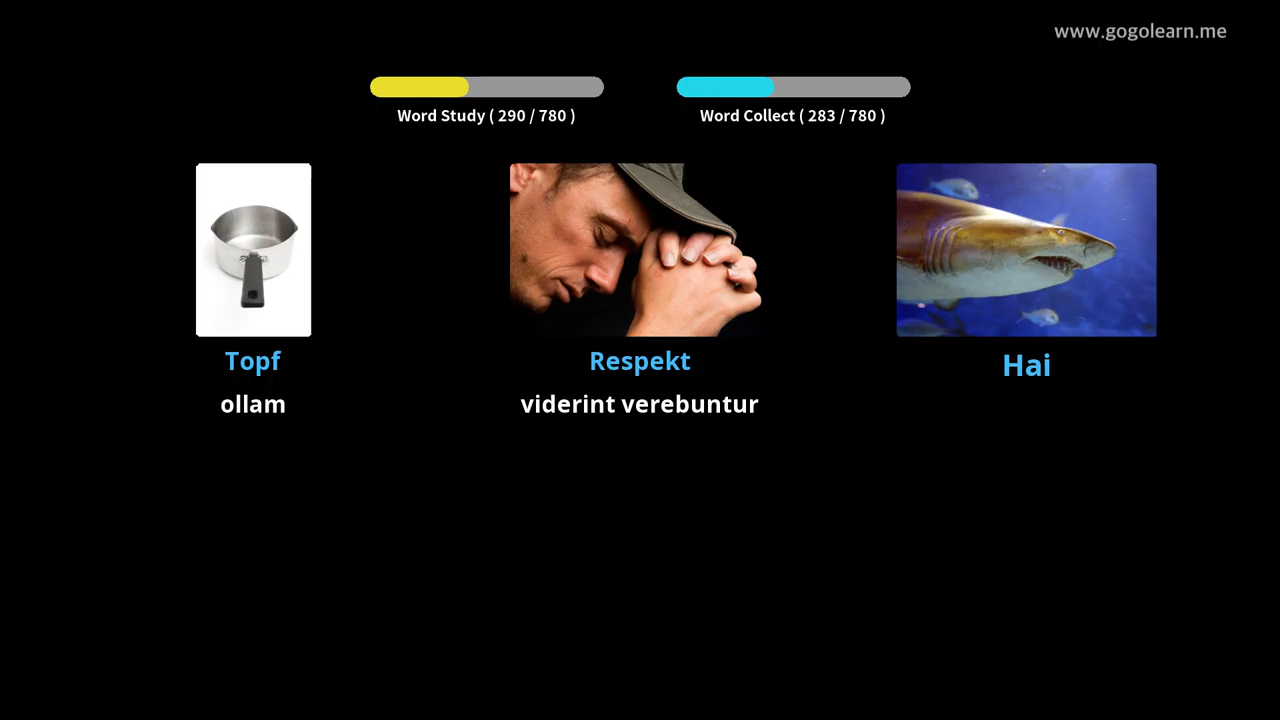 www.gogolearn.me
Word Study ( 290 / 780 )
Word Collect ( 283 / 780 )
Topf
Respekt
Hai
ollam
viderint verebuntur